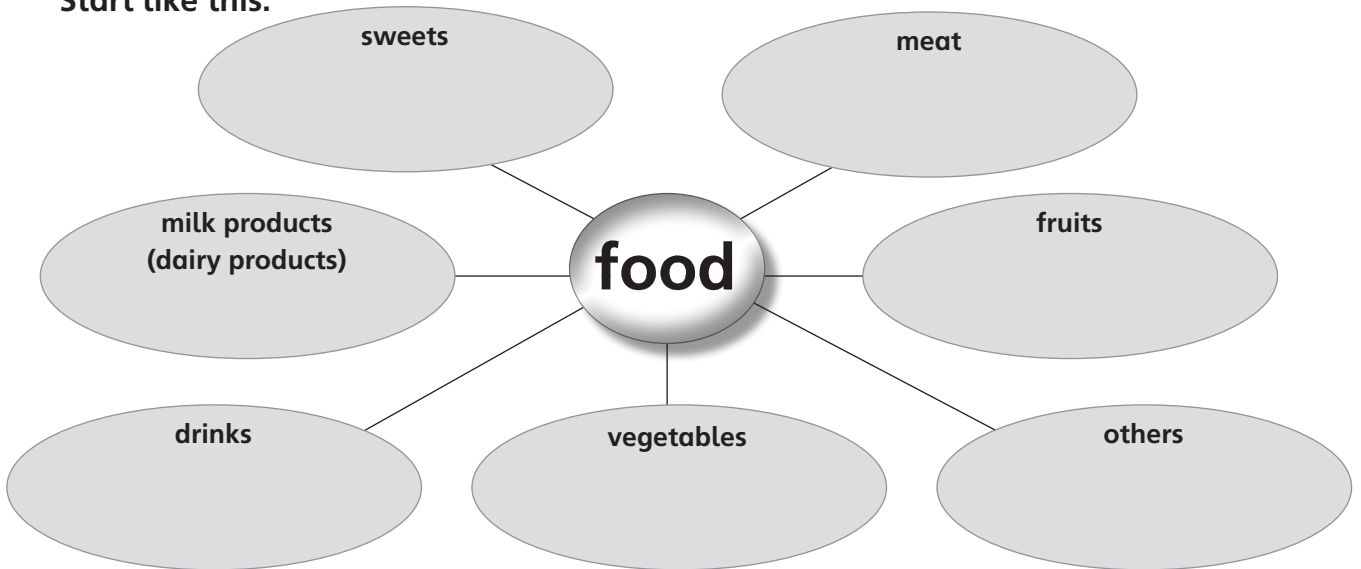 Start like this:
sweets
meat
milk products
(dairy products)
food
fruits
drinks
vegetables
others